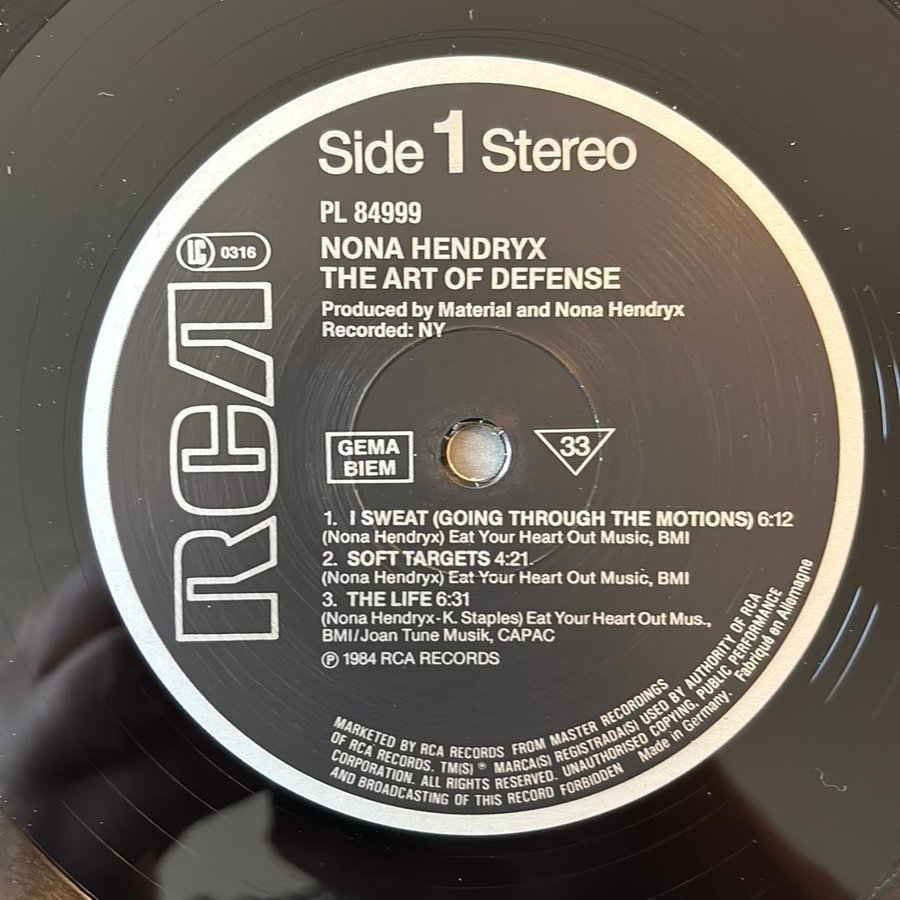 Side 1 Stereo
PL 84999
LC 0316
NONA HENDRYX
THE ART OF DEFENSE
Produced by Material and Nona Hendryx
Recorded: NY
RCA
GEMA
BIEM
33
1. I SWEAT (GOING THROUGH THE MOTIONS) 6:12
(Nona Hendryx) Eat Your Heart Out Music, BMI
2. SOFT TARGETS 4:21.
(Nona Hendryx) Eat Your Heart Out Music, BMI
3. THE LIFE 6:31
(Nona Hendryx-K. Staples) Eat Your Heart Out Mus.,
BMI/Joan Tune Musik, CAPAC
℗ 1984 RCA RECORDS
MARKETED BY RCA RECORDS FROM MASTER RECORDINGS
OF RCA RECORDS. TM(S) ® MARCA(S) REGISTRADA(S) USED BY AUTHORITY OF RCA
CORPORATION. ALL RIGHTS RESERVED. UNAUTHORISED COPYING, PUBLIC PERFORMANCE
AND BROADCASTING OF THIS RECORD FORBIDDEN Made in Germany. Fabriqué en Allemagne